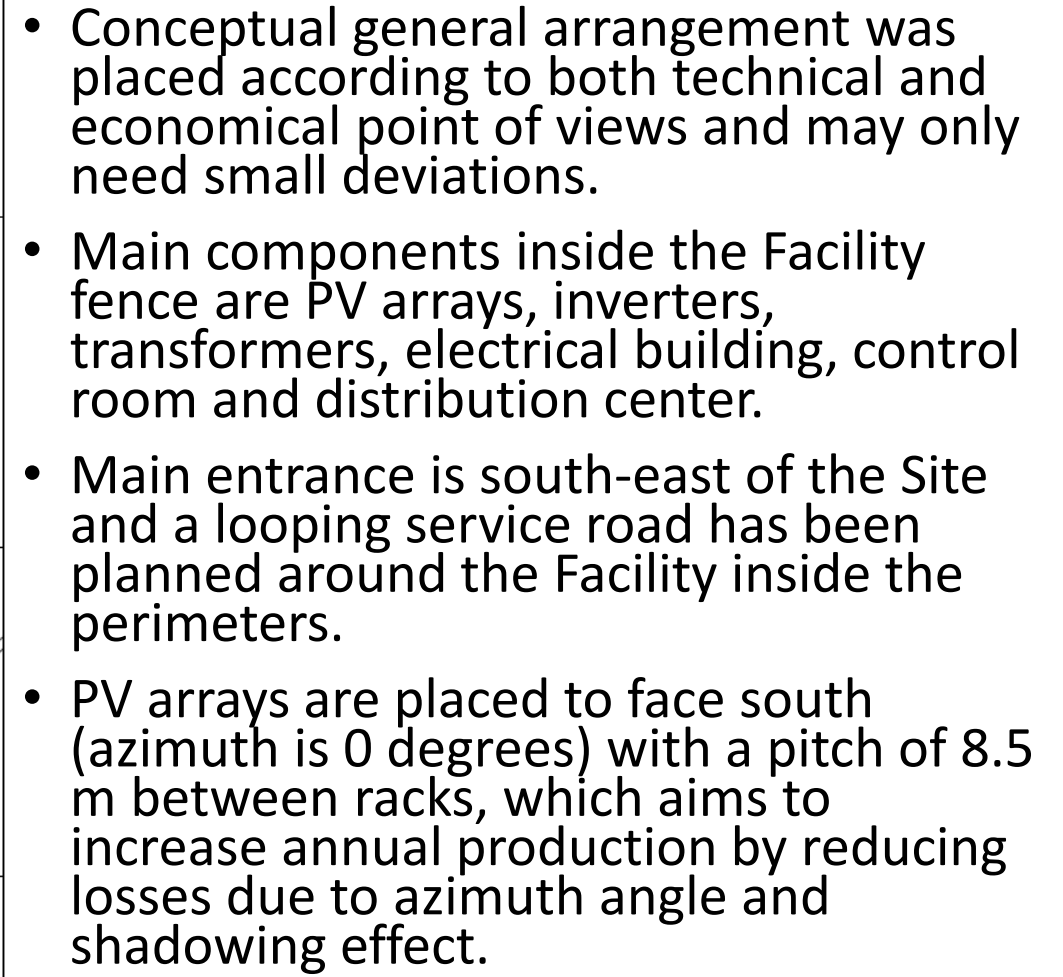 • Conceptual general arrangement was
placed according to both technical and
economical point of views and may only
need small deviations.
• Main components inside the Facility
fence are PV arrays, inverters,
transformers, electrical building, control
room and distribution center.
• Main entrance is south-east of the Site
and a looping service road has been
planned around the Facility inside the
perimeters.
• PV arrays are placed to face south
(azimuth is 0 degrees) with a pitch of 8.5
m between racks, which aims to
increase annual production by reducing
losses due to azimuth angle and
shadowing effect.